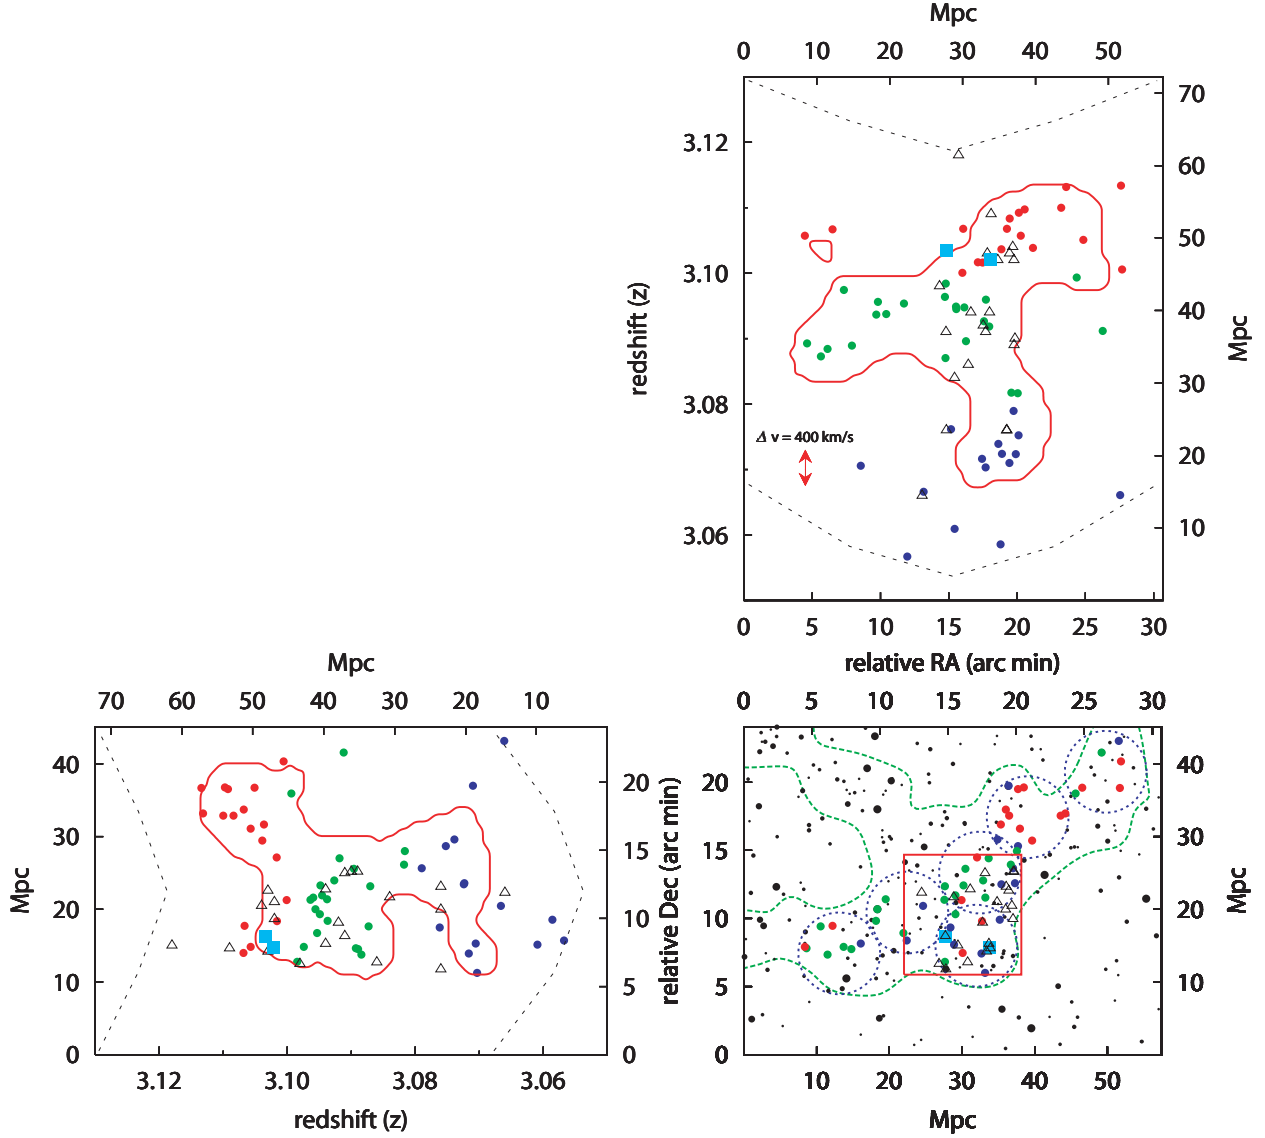 Mpc
0 10 20 30 40 50
3.12
3.10
3.08
3.06
redshift (z)
70
60
50
40
30
20
10
Mpc
Δ v = 400 km/s
0 5 10 15 20 25 30
relative RA (arc min)
Mpc
70 60 50 40 30 20 10
40
30
20
10
0
Mpc
20
15
10
5
0
relative Dec (arc min)
3.12 3.10 3.08 3.06
redshift (z)
0 5 10 15 20 25 30
20
15
10
5
0
40
30
20
10
Mpc
10 20 30 40 50
Mpc